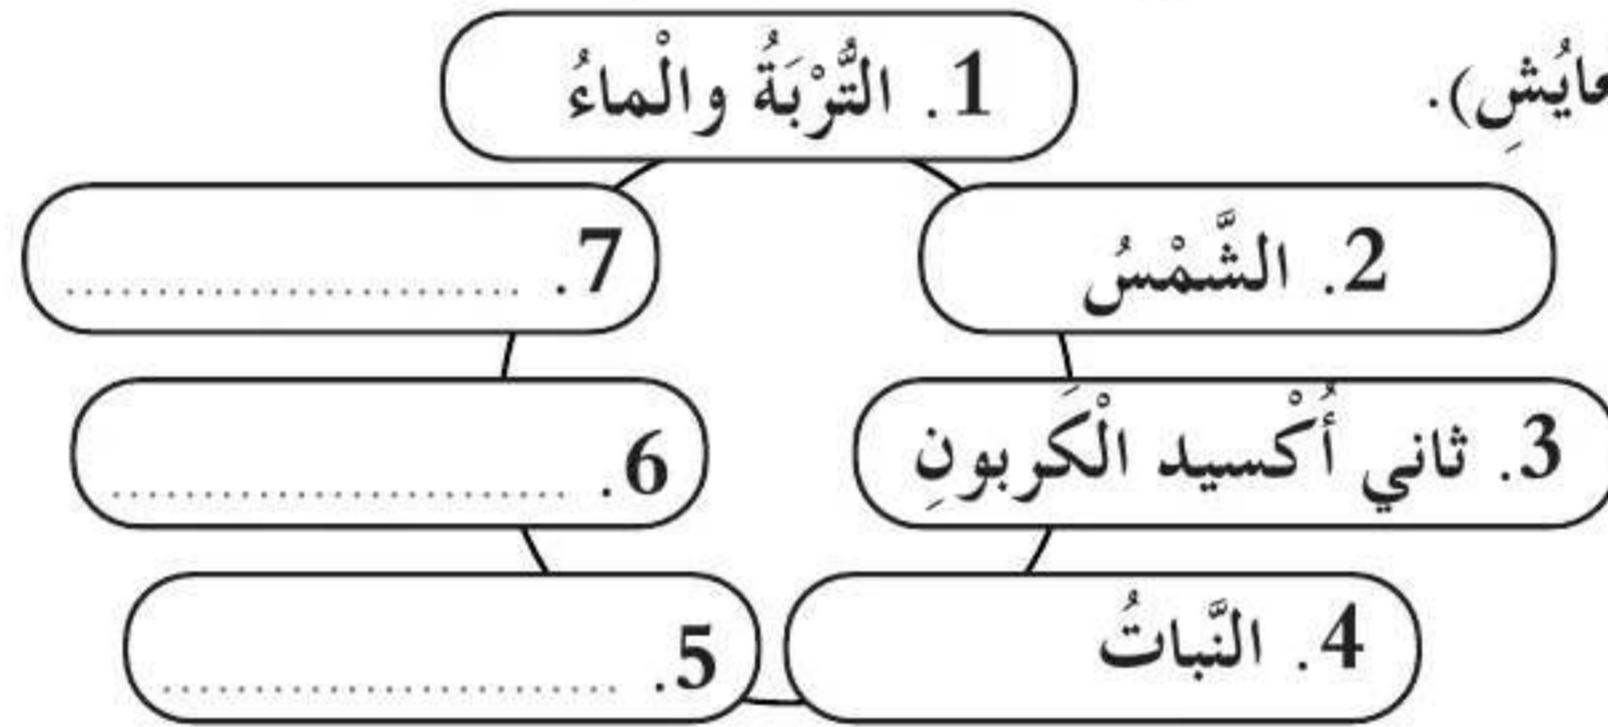 1. التُّرْبَةُ والْماءُ
عايُشِ).
2. الشَّمْسُ
3. ثاني أُكْسيد الْكَربونِ
4. النَّباتُ
5. ........................
6. ........................
7. ........................